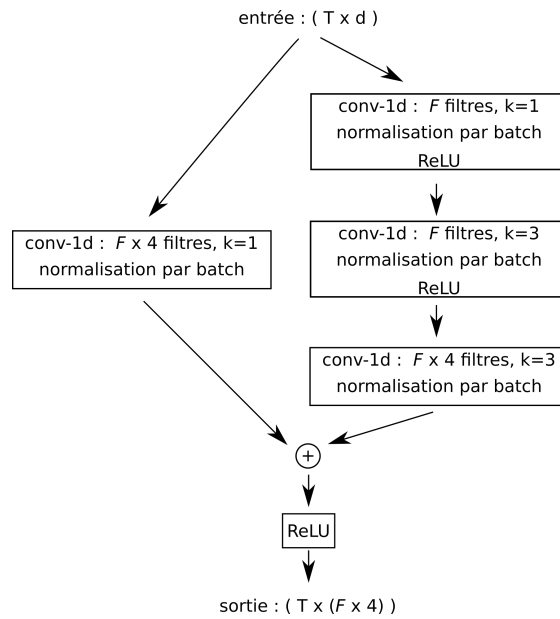 entrée : ( T x d )
conv-1d : F filtres, k=1
normalisation par batch
ReLU
conv-1d : F x 4 filtres, k=1
normalisation par batch
conv-1d : F filtres, k=3
normalisation par batch
ReLU
conv-1d : F x 4 filtres, k=3
normalisation par batch
+
ReLU
sortie : ( T x (F x 4) )